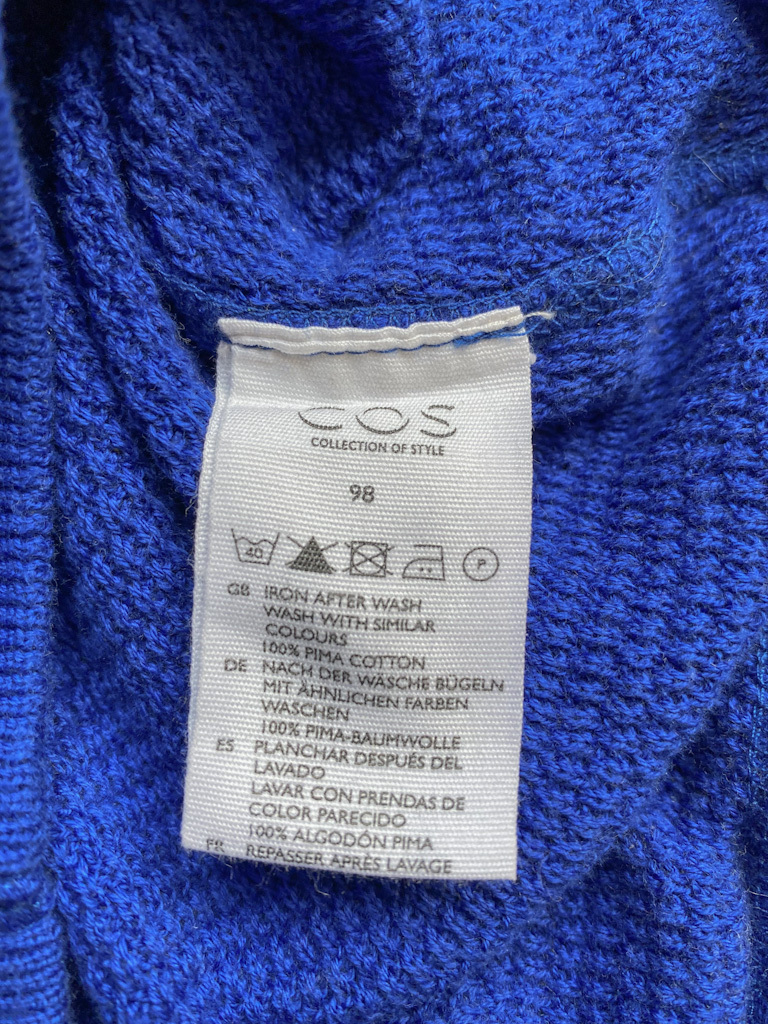 COS
COLLECTION OF STYLE
98
40 P
GB IRON AFTER WASH
WASH WITH SIMILAR
COLOURS
100% PIMA COTTON
DE NACH DER WÄSCHE BÜGELN
MIT ÄHNLICHEN FARBEN
WASCHEN
100% PIMA-BAUMWOLLE
ES PLANCHAR DESPUÉS DEL
LAVADO
LAVAR CON PRENDAS DE
COLOR PARECIDO
100% ALGODÓN PIMA
FR REPASSER APRÈS LAVAGE